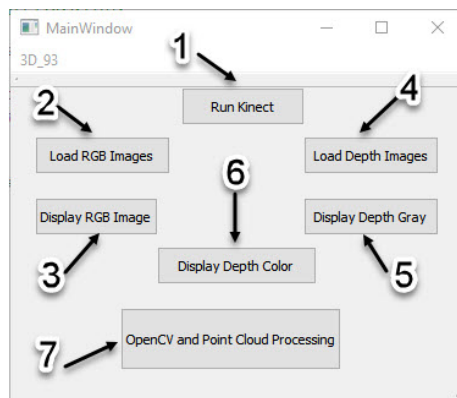 MainWindow
3D_93
1
Run Kinect
2
4
Load RGB Images
Load Depth Images
6
Display RGB Image
Display Depth Gray
3
5
Display Depth Color
7
OpenCV and Point Cloud Processing